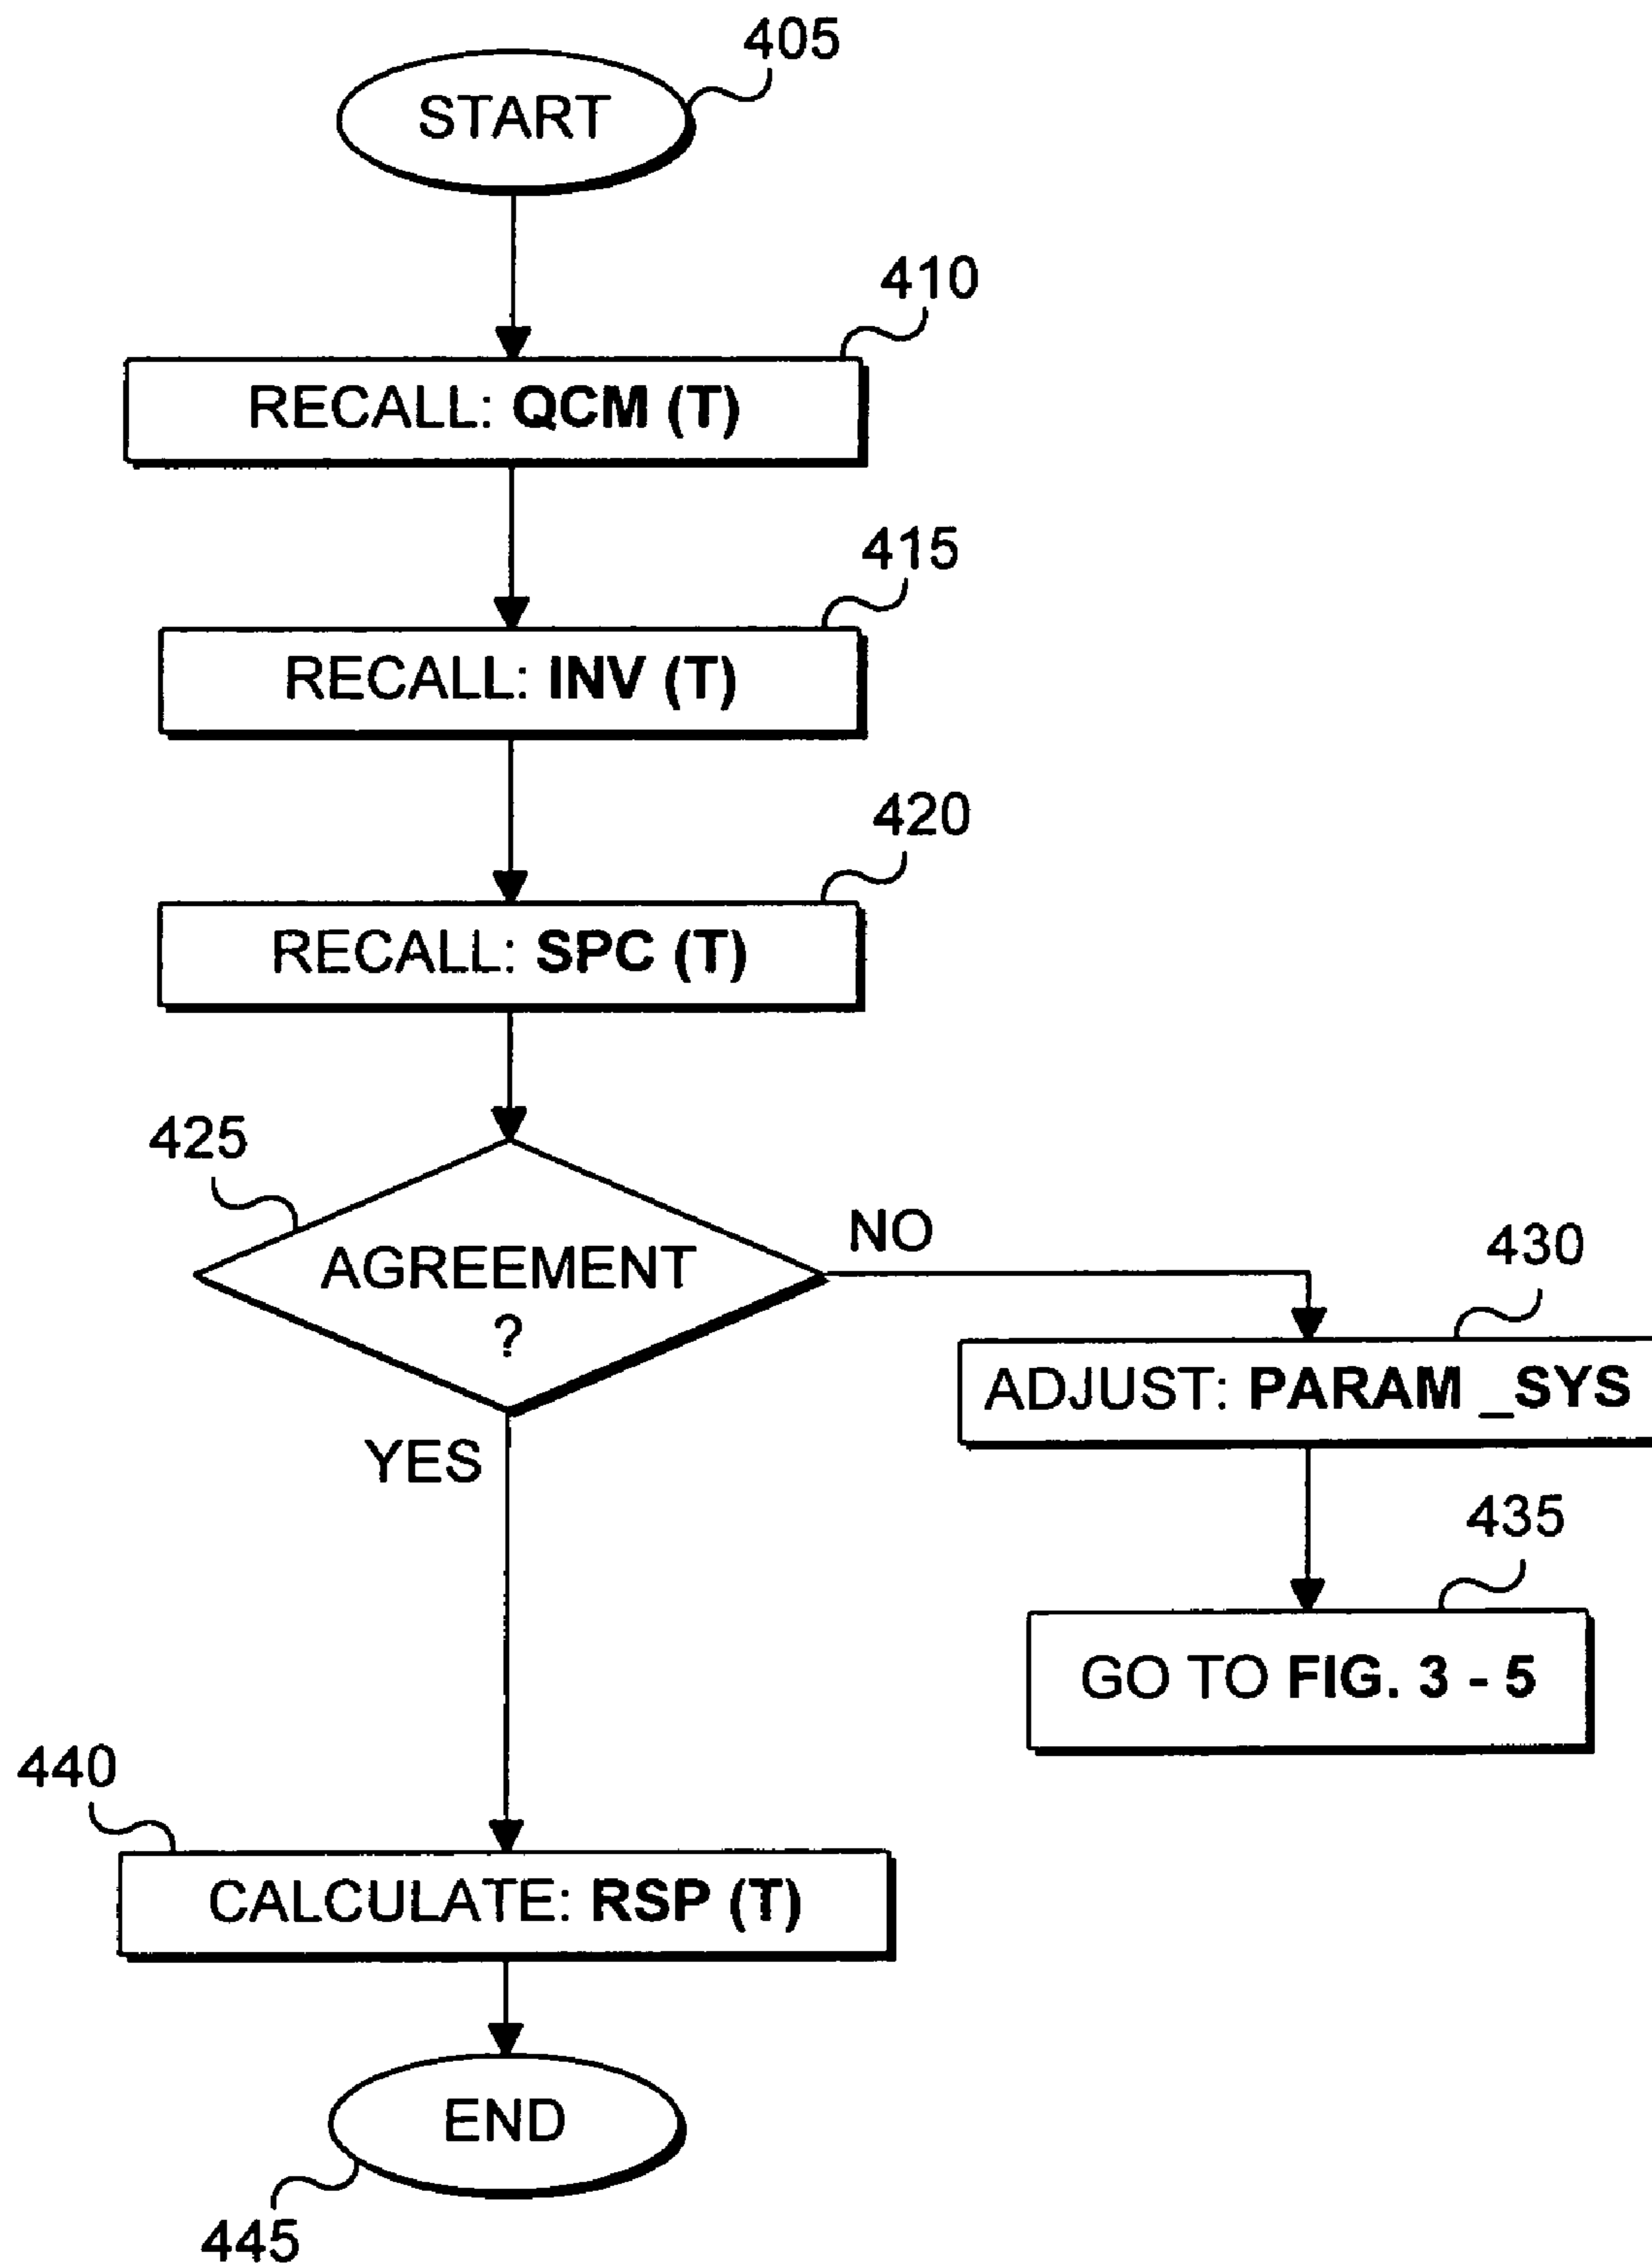 405
START
410
RECALL: QCM (T)
415
RECALL: INV (T)
420
RECALL: SPC (T)
425
AGREEMENT
?
NO
YES
430
ADJUST: PARAM _SYS
435
GO TO FIG. 3 - 5
440
CALCULATE: RSP (T)
END
445